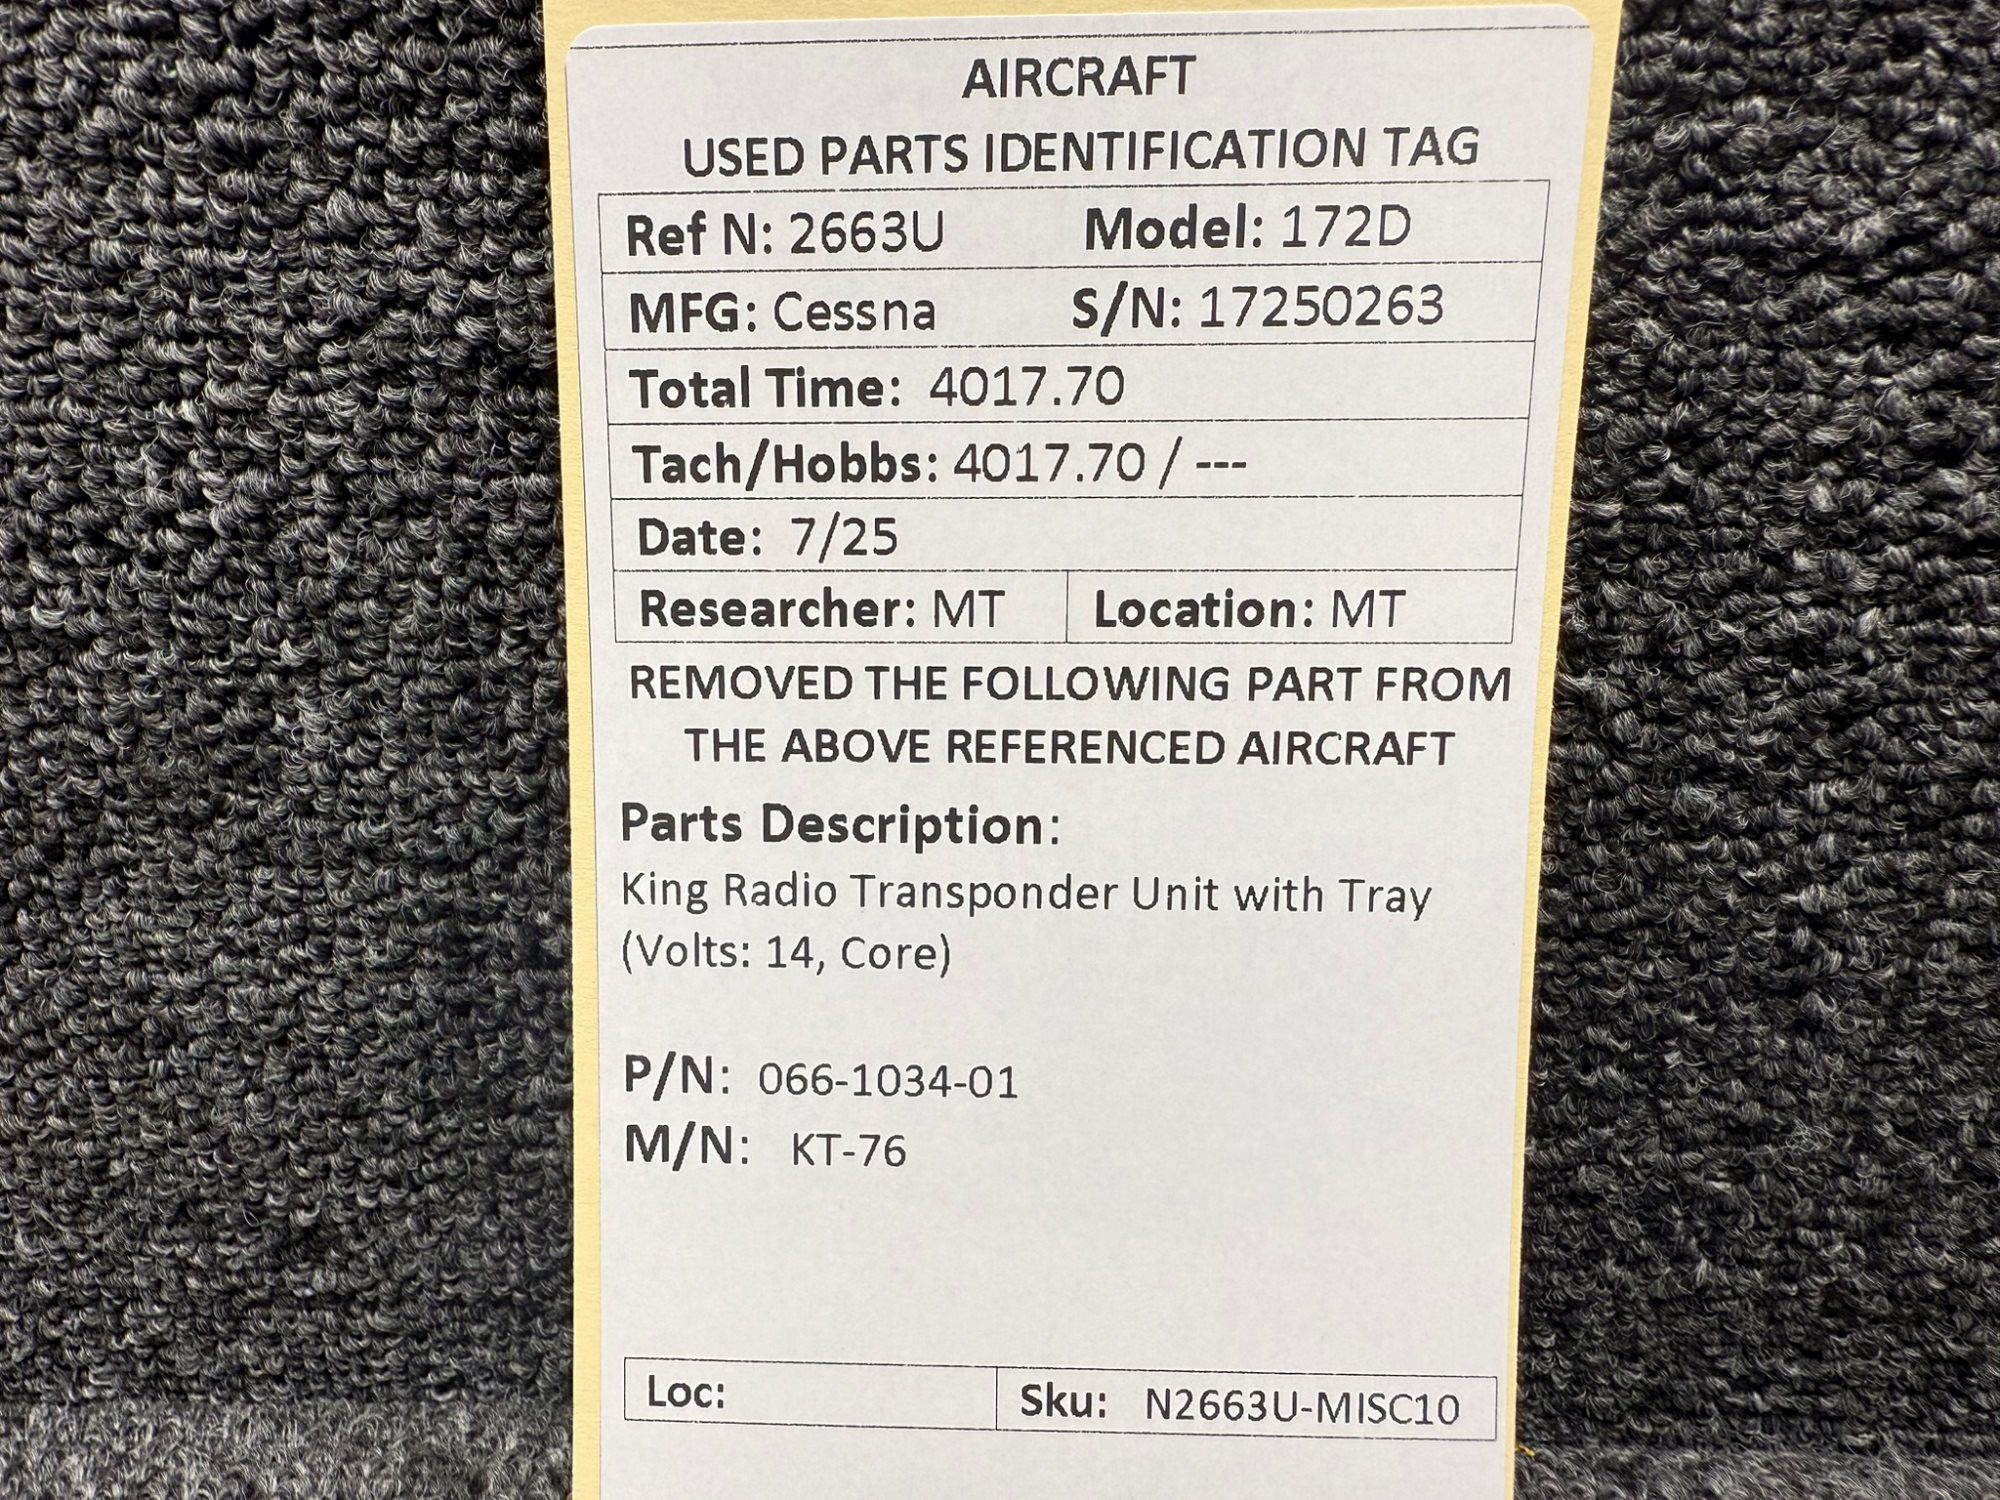 AIRCRAFT
USED PARTS IDENTIFICATION TAG
Ref N: 2663U Model: 172D
MFG: Cessna S/N: 17250263
Total Time: 4017.70
Tach/Hobbs: 4017.70 / ---
Date: 7/25
Researcher: MT Location: MT
REMOVED THE FOLLOWING PART FROM
THE ABOVE REFERENCED AIRCRAFT
Parts Description:
King Radio Transponder Unit with Tray
(Volts: 14, Core)
P/N: 066-1034-01
M/N: KT-76
Loc: Sku: N2663U-MISC10